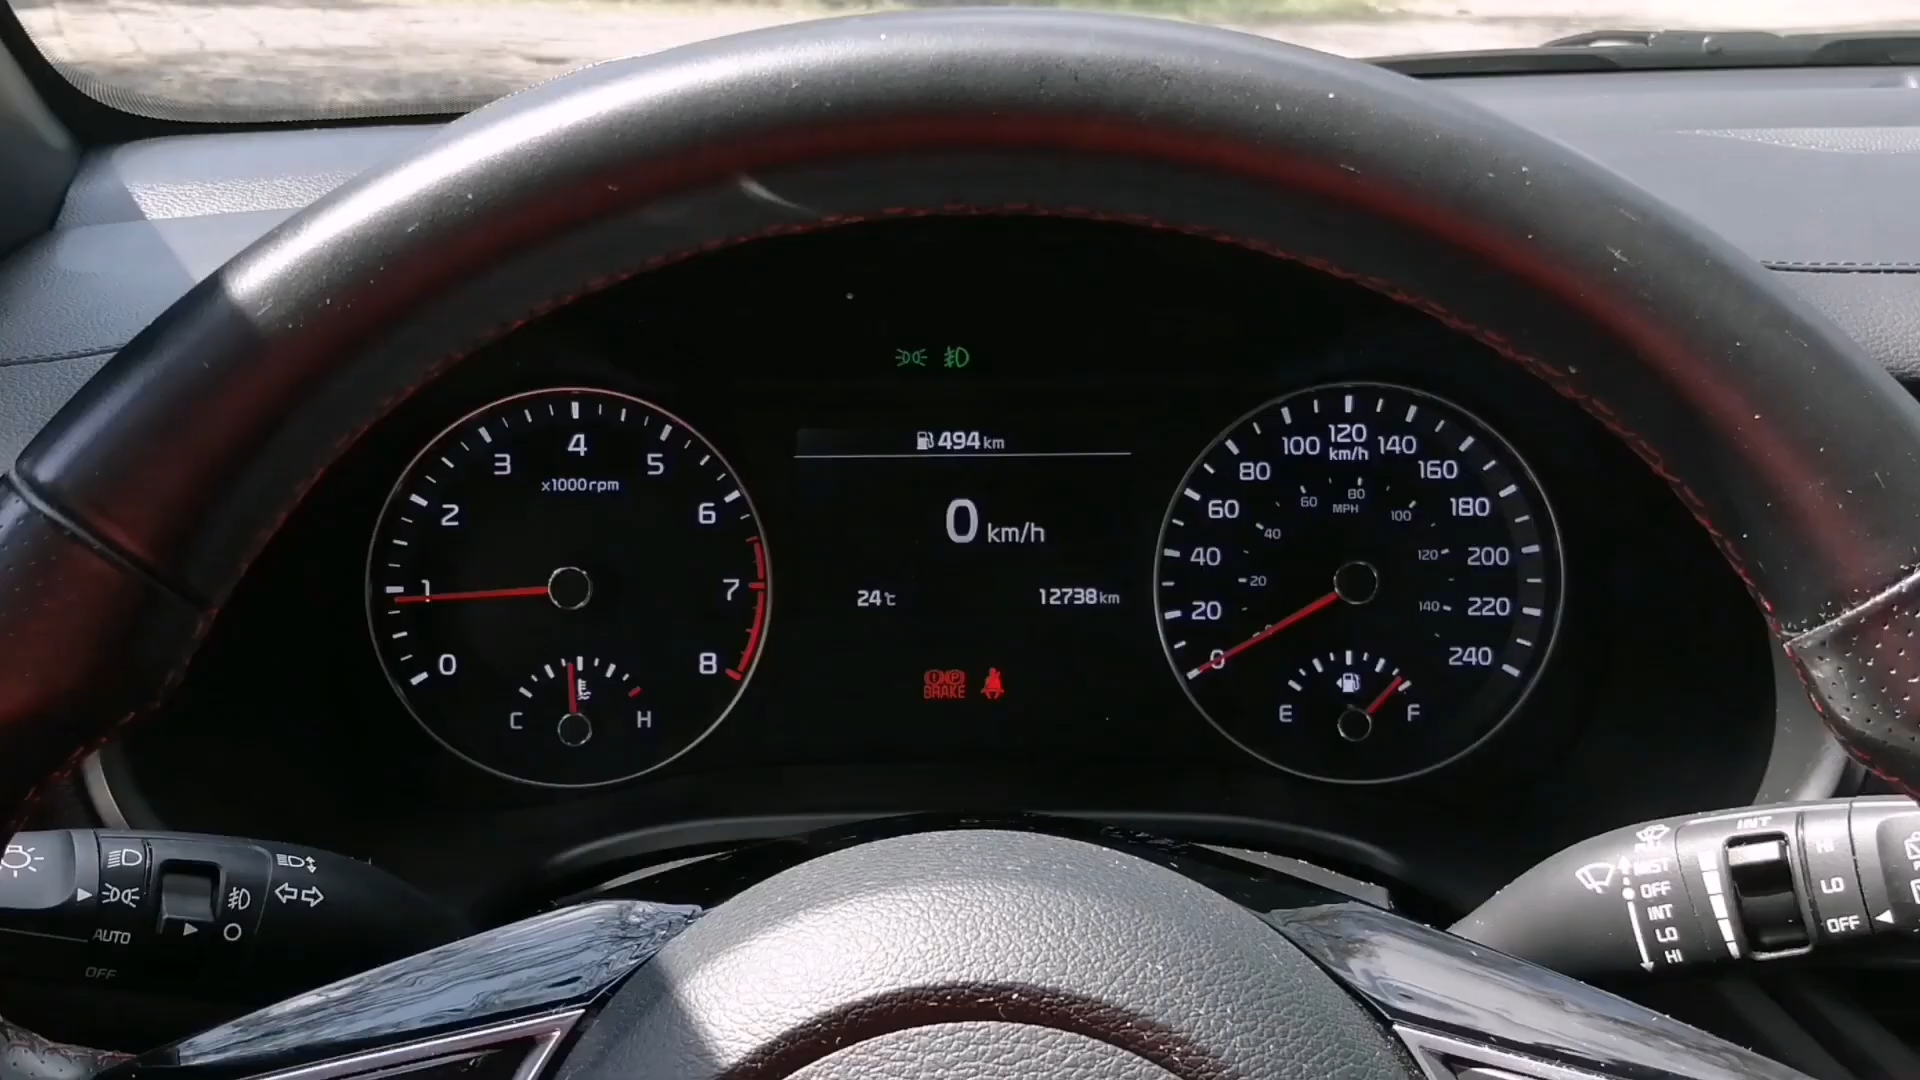 494 km
0 km/h
24°C
12738 km
BRAKE
0
1
2
3
4
5
6
7
8
x1000rpm
C
H
0
20
40
60
80
100
120
140
160
180
200
220
240
km/h
20
40
60
80
100
120
140
MPH
E
F
AUTO
OFF
MIST
OFF
INT
LO
HI
INT
HI
LO
OFF